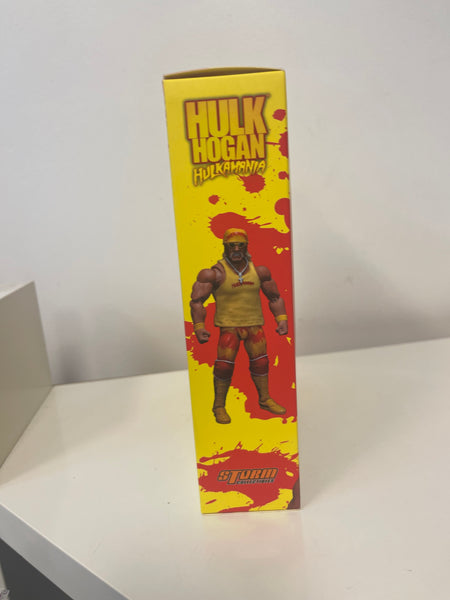 HULK
HOGAN
HULKAMANIA
STORM
COLLECTIBLES